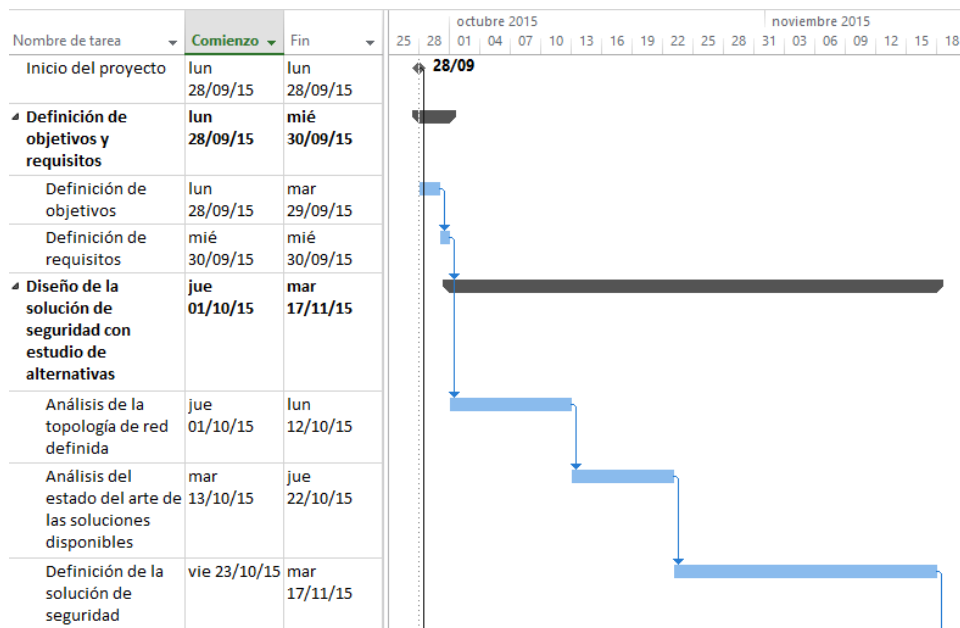 octubre 2015 noviembre 2015
Nombre de tarea Comienzo Fin 25 28 01 04 07 10 13 16 19 22 25 28 31 03 06 09 12 15 18
Inicio del proyecto lun lun 28/09
28/09/15 28/09/15
Definición de lun mié
objetivos y 28/09/15 30/09/15
requisitos
Definición de lun mar
objetivos 28/09/15 29/09/15
Definición de mié mié
requisitos 30/09/15 30/09/15
Diseño de la jue mar
solución de 01/10/15 17/11/15
seguridad con
estudio de
alternativas
Análisis de la jue lun
topología de red 01/10/15 12/10/15
definida
Análisis del mar jue
estado del arte de 13/10/15 22/10/15
las soluciones
disponibles
Definición de la vie 23/10/15 mar
solución de 17/11/15
seguridad